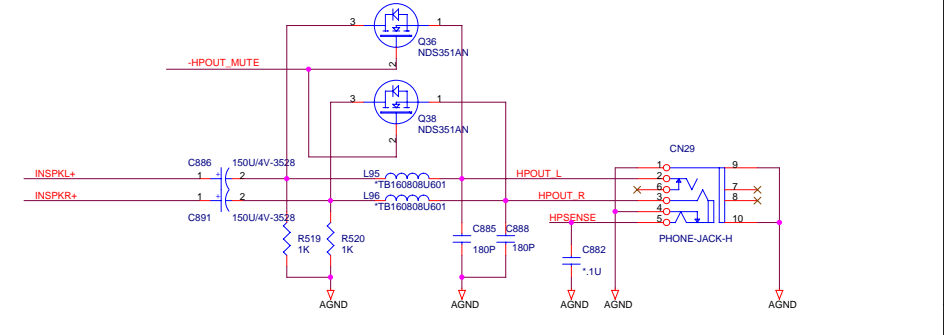 3
1
Q36
NDS351AN
2
-HPOUT_MUTE
3
1
Q38
NDS351AN
2
CN29
C886
150U/4V-3528
L95
*TB160808U601
INSPKL+
1
+
2
HPOUT_L
INSPKR+
1
+
2
L96
*TB160808U601
HPOUT_R
C891
150U/4V-3528
HPSENSE
1
2
6
3
4
5
9
7
8
10
PHONE-JACK-H
R519
1K
R520
1K
C885
180P
C888
180P
C882
*.1U
AGND
AGND
AGND
AGND
AGND